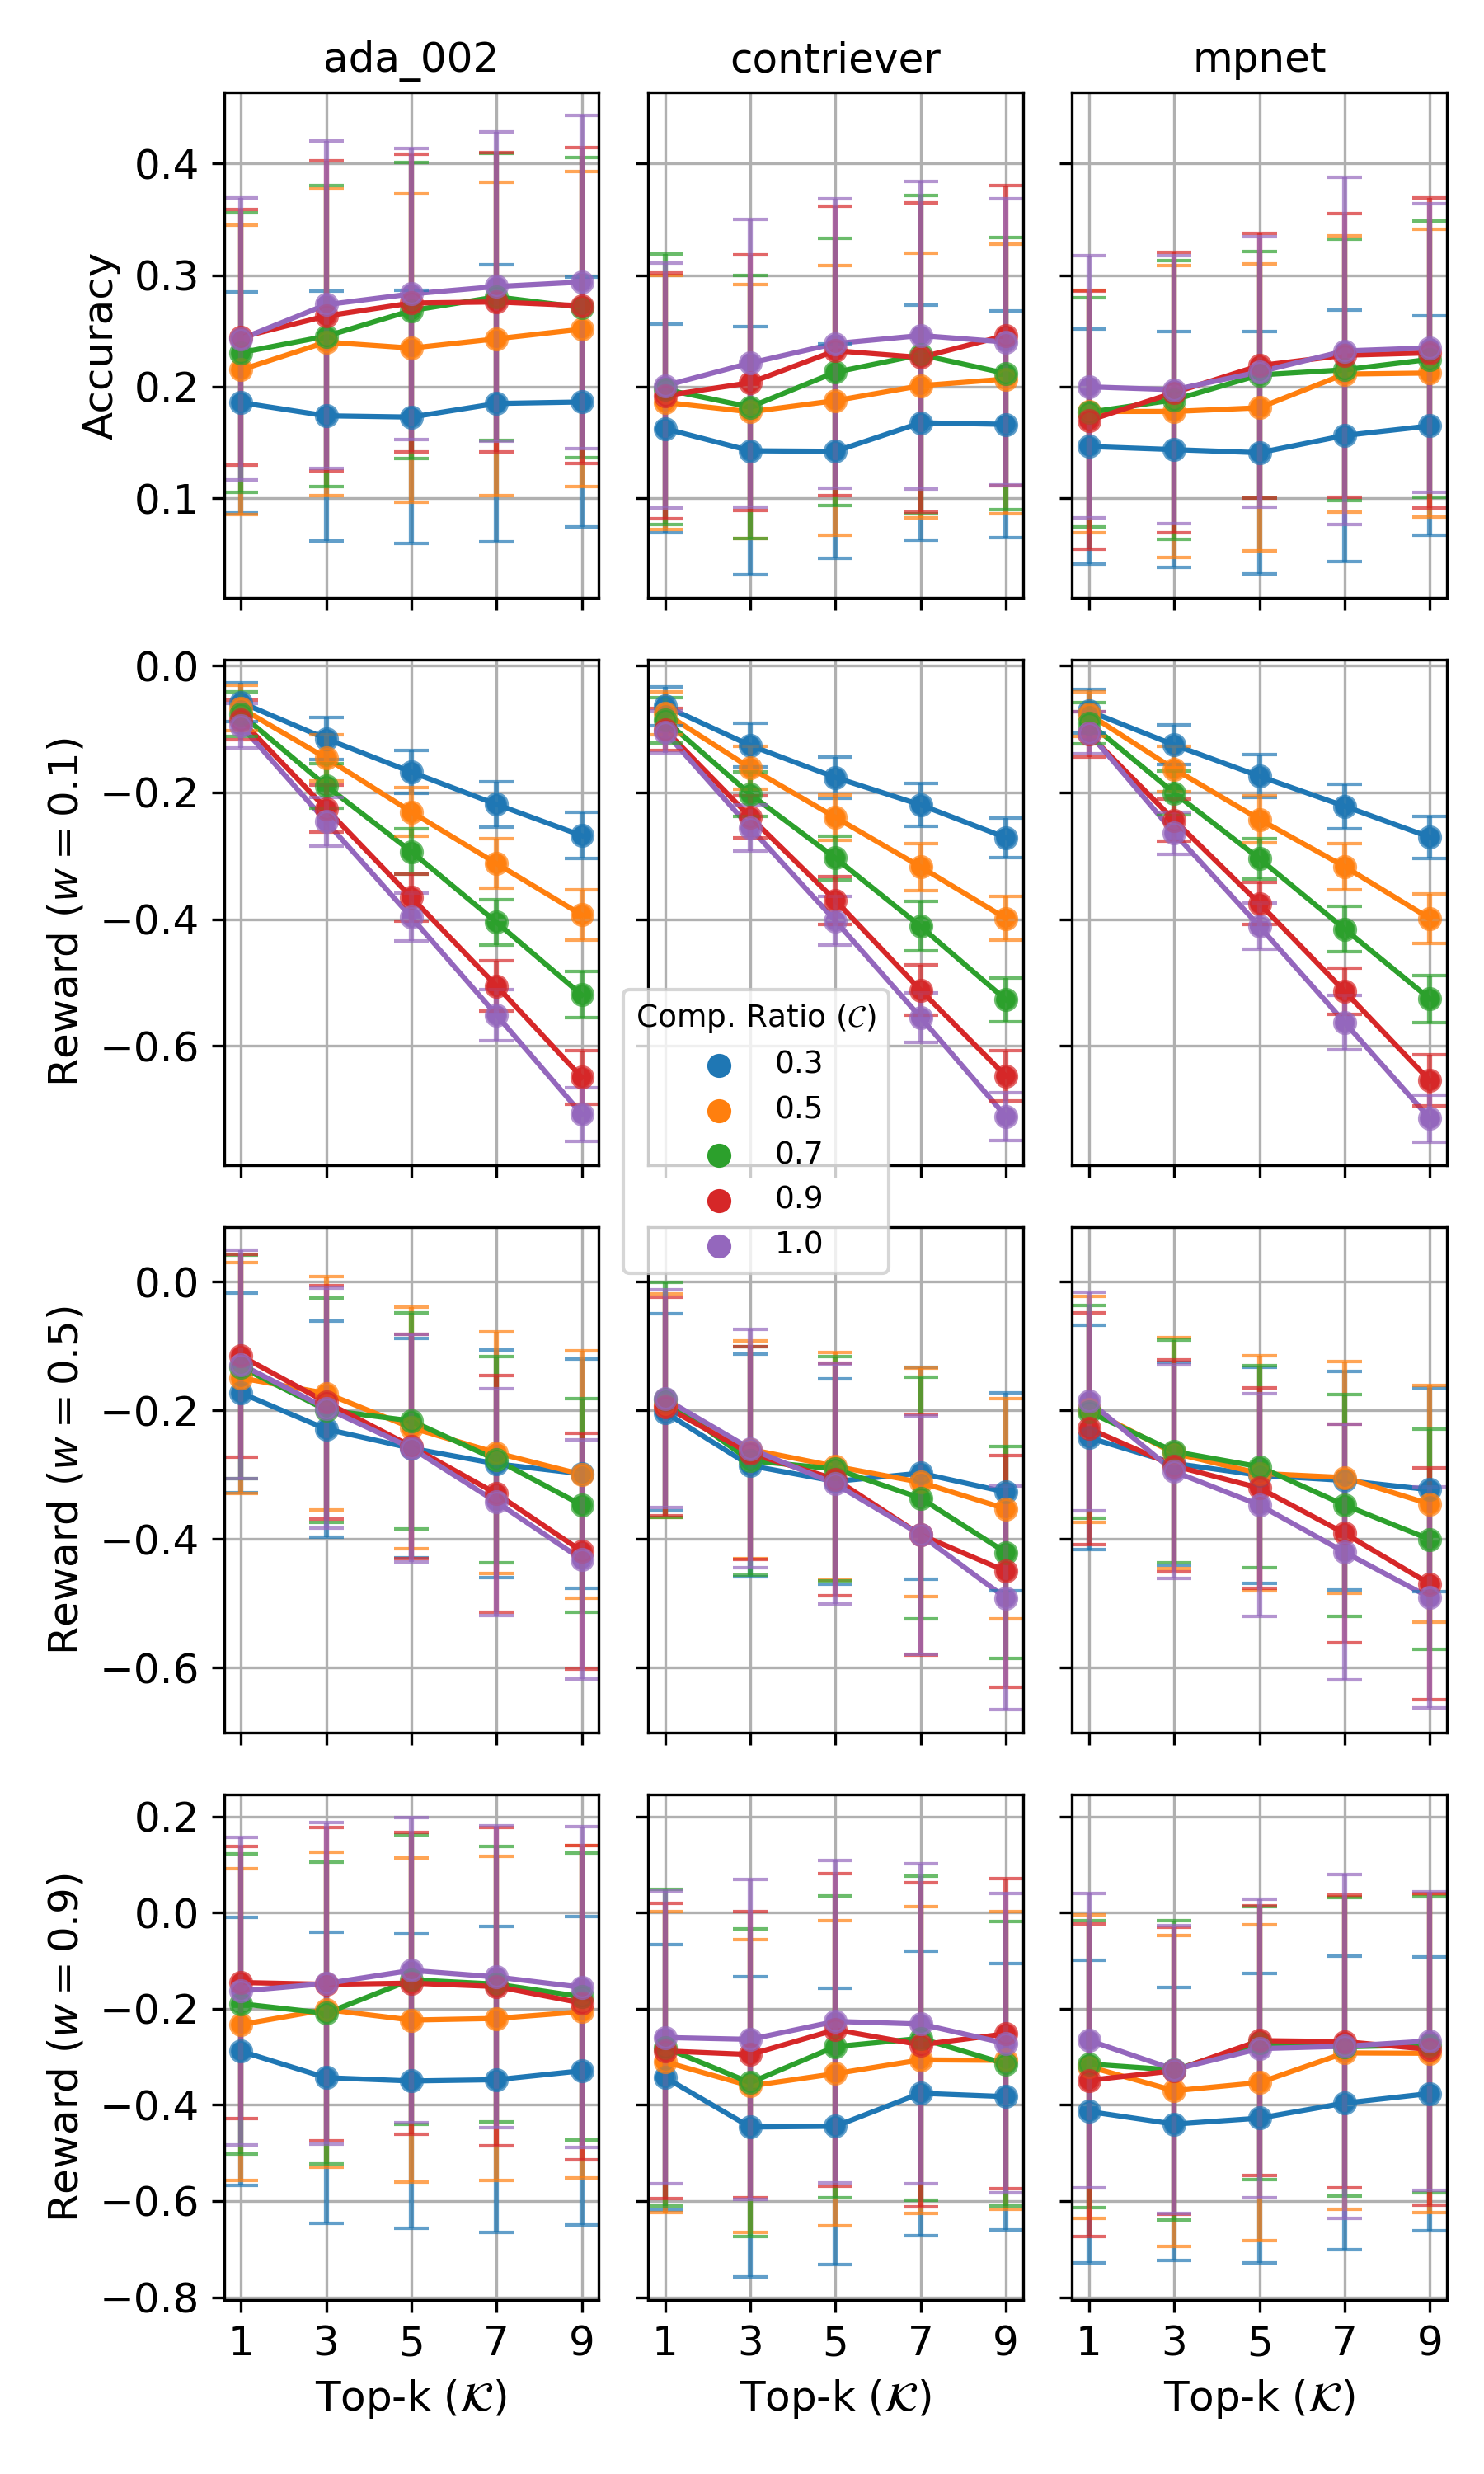 ada_002 contriever mpnet
Accuracy
0.4
0.3
0.2
0.1
Reward (w = 0.1)
0.0
−0.2
−0.4
−0.6
Comp. Ratio (𝒞)
0.3
0.5
0.7
0.9
1.0
Reward (w = 0.5)
0.0
−0.2
−0.4
−0.6
Reward (w = 0.9)
0.2
0.0
−0.2
−0.4
−0.6
−0.8
1 3 5 7 9 1 3 5 7 9 1 3 5 7 9
Top-k (𝒦) Top-k (𝒦) Top-k (𝒦)